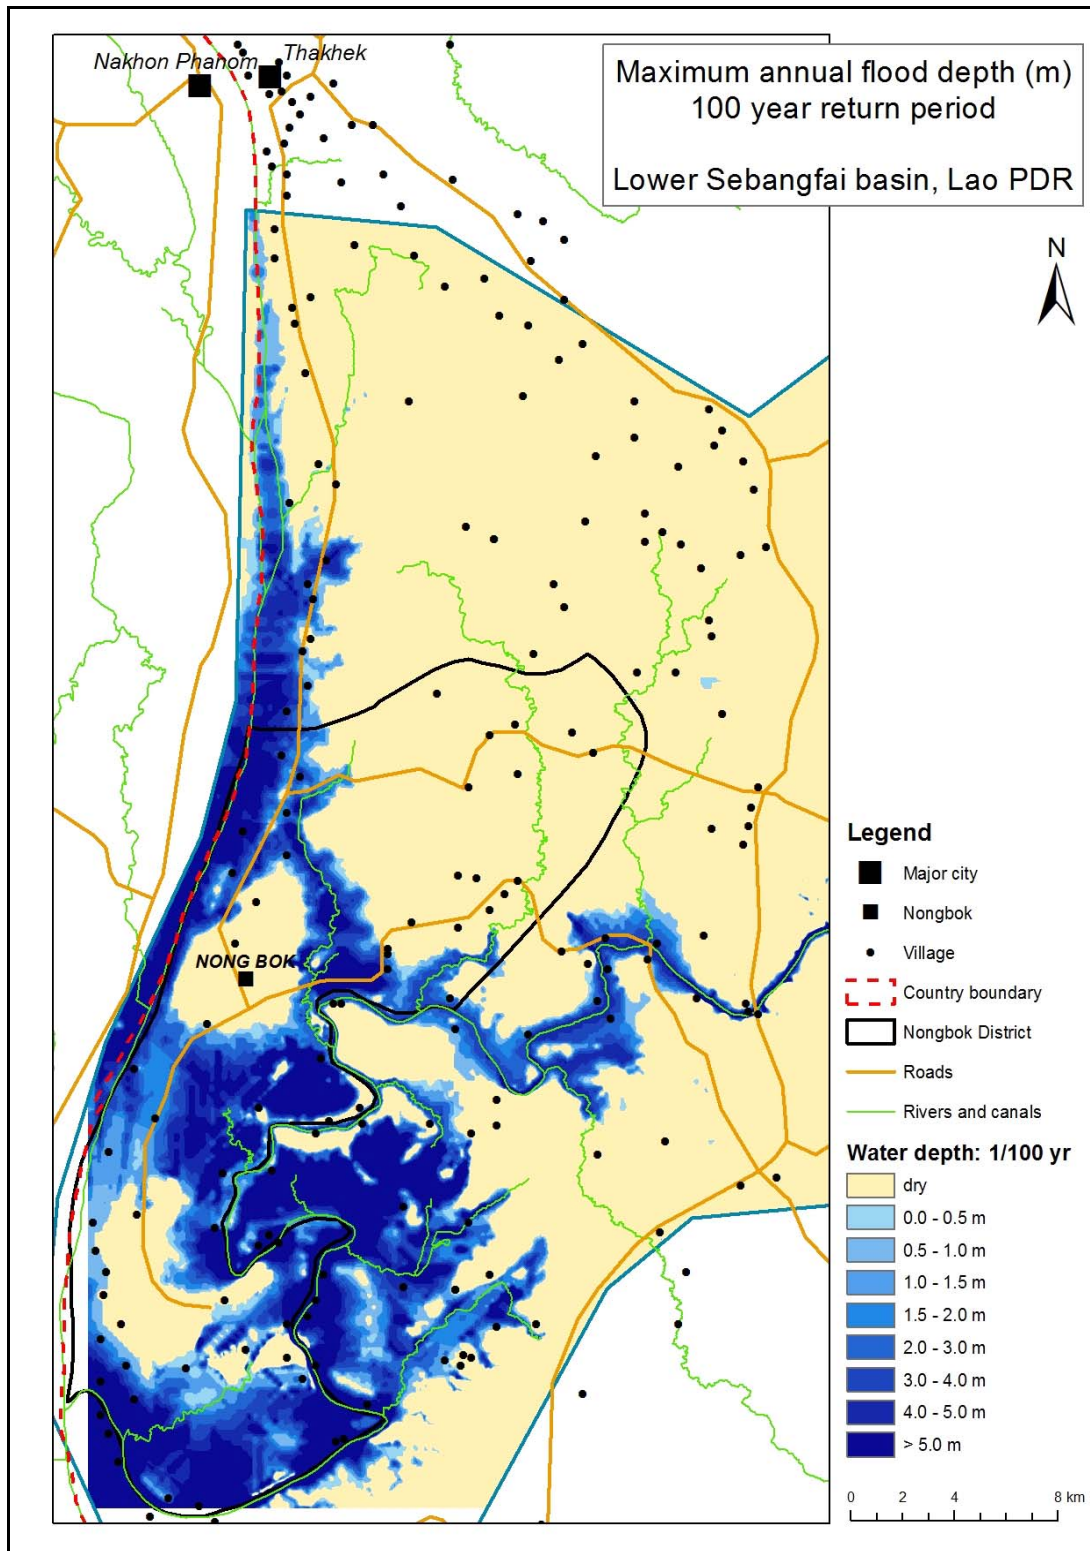 Nakhon Phanom
Thakhek
Maximum annual flood depth (m)
100 year return period
Lower Sebangfai basin, Lao PDR
N
NONG BOK
Legend
Major city
Nongbok
Village
Country boundary
Nongbok District
Roads
Rivers and canals
Water depth: 1/100 yr
dry
0.0 - 0.5 m
0.5 - 1.0 m
1.0 - 1.5 m
1.5 - 2.0 m
2.0 - 3.0 m
3.0 - 4.0 m
4.0 - 5.0 m
> 5.0 m
0 2 4 8 km